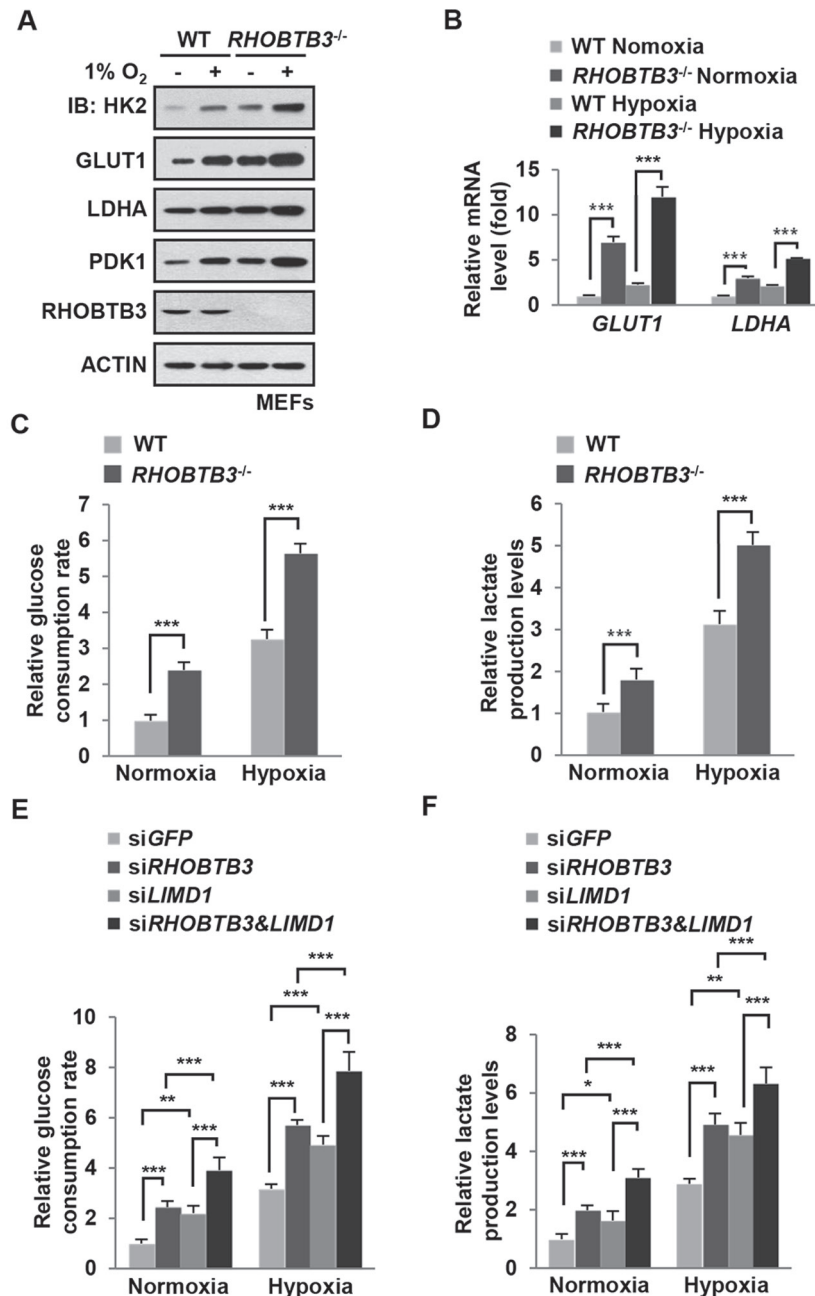 A
WT RHOBTB3-/-
1% O2 - + - +
IB: HK2
GLUT1
LDHA
PDK1
RHOBTB3
ACTIN
MEFs
B
WT Nomoxia
RHOBTB3-/- Normoxia
WT Hypoxia
RHOBTB3-/- Hypoxia
Relative mRNA
level (fold)
15
10
5
0
*** *** *** ***
GLUT1 LDHA
C
WT
RHOBTB3-/-
Relative glucose
consumption rate
7
6
5
4
3
2
1
0
*** ***
Normoxia Hypoxia
D
WT
RHOBTB3-/-
Relative lactate
production levels
6
5
4
3
2
1
0
*** ***
Normoxia Hypoxia
E
siGFP
siRHOBTB3
siLIMD1
siRHOBTB3&LIMD1
Relative glucose
consumption rate
10
8
6
4
2
0
*** ** *** ***
*** *** *** ***
Normoxia Hypoxia
F
siGFP
siRHOBTB3
siLIMD1
siRHOBTB3&LIMD1
Relative lactate
production levels
8
6
4
2
0
*** * *** ***
*** ** *** ***
Normoxia Hypoxia